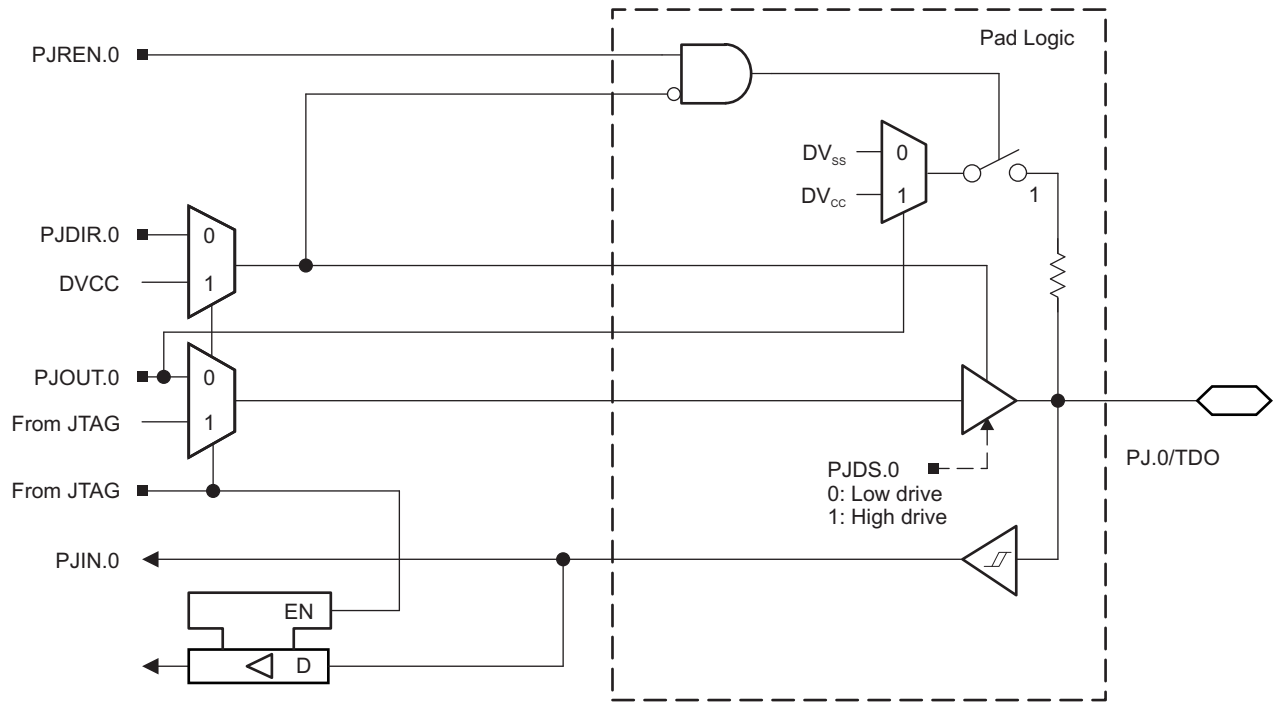 Pad Logic
PJREN.0
DVSS
0
DVCC
1
1
PJDIR.0
0
DVCC
1
PJOUT.0
0
From JTAG
1
From JTAG
PJDS.0
0: Low drive
1: High drive
PJ.0/TDO
PJIN.0
EN
D